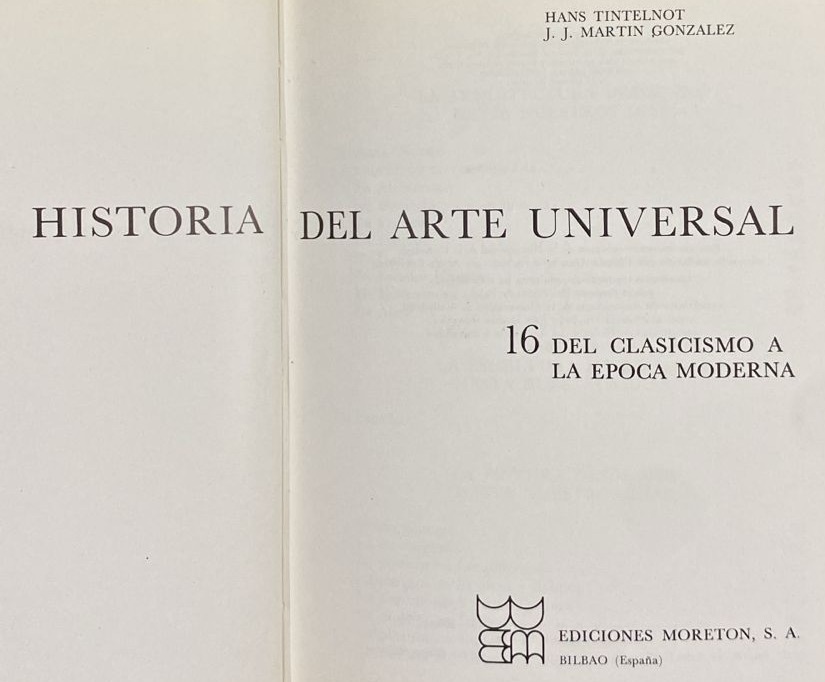 HANS TINTELNOT
J. J. MARTIN GONZALEZ
HISTORIA DEL ARTE UNIVERSAL
16 DEL CLASICISMO A
LA EPOCA MODERNA
EDICIONES MORETON, S. A.
BILBAO (España)